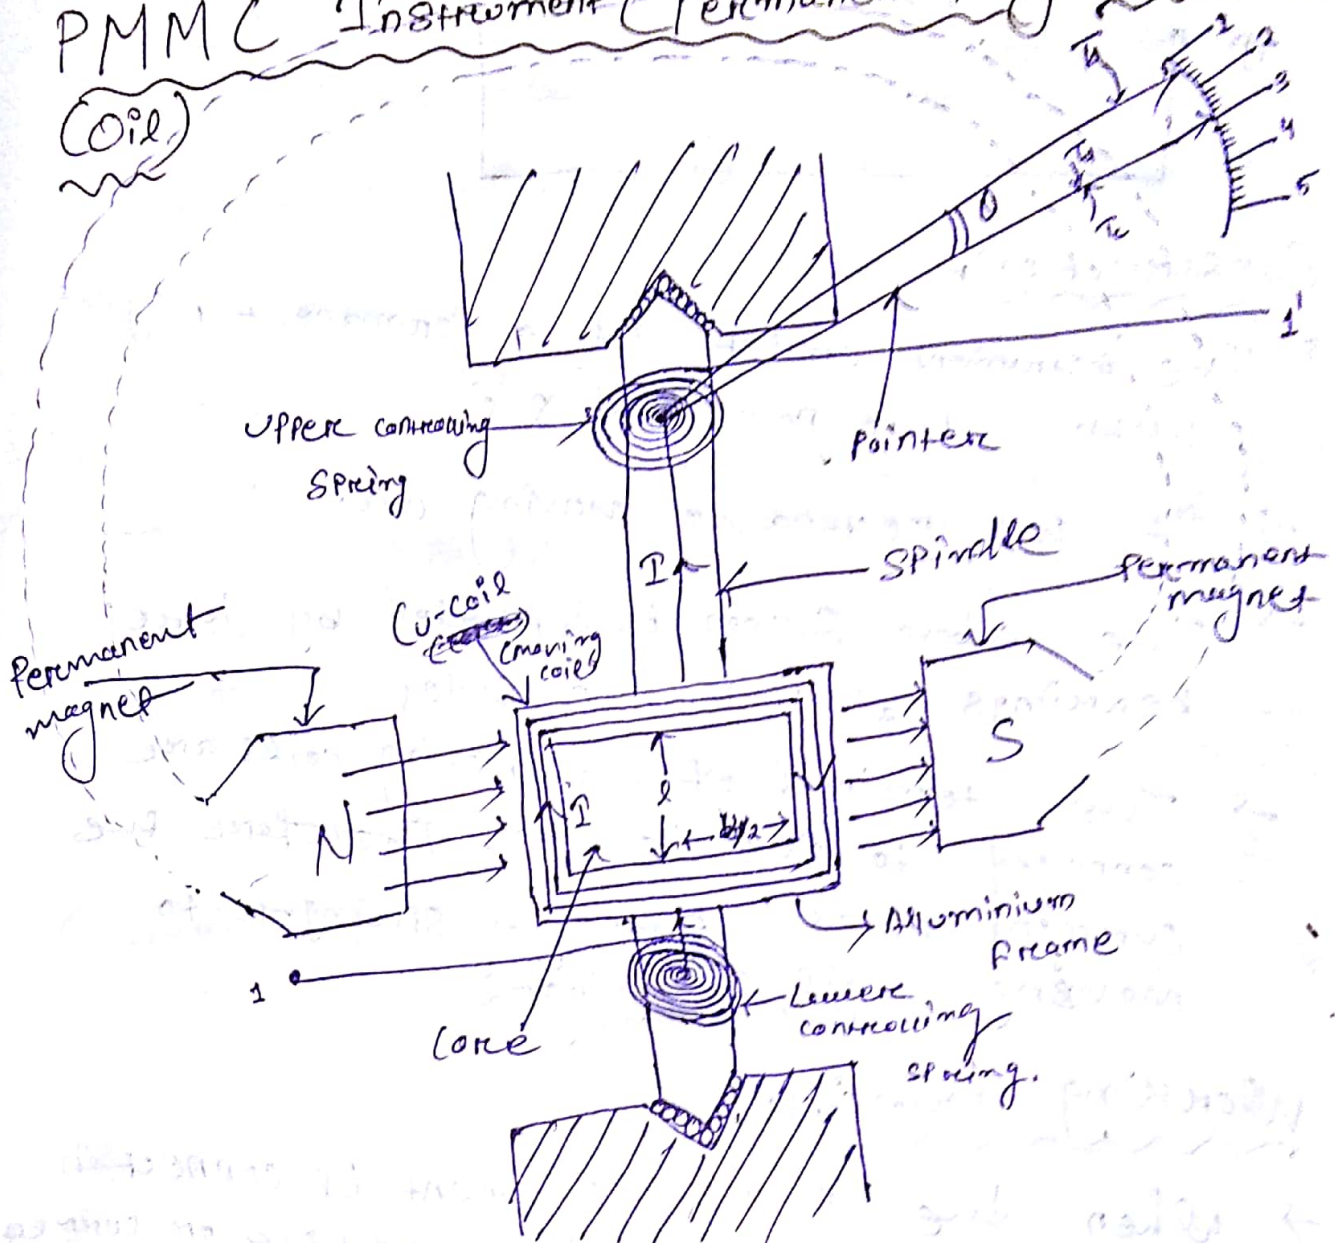 PMMC Instrument (Permanent
Coil)
1
2
3
4
5
θ
1'
Upper controlling
spring
Pointer
I
Spindle
Permanent
magnet
Cu-coil
(moving
coil)
Permanent
magnet
N
S
I
l
b/2
Aluminium
Frame
1
Core
Lower
controlling
spring.